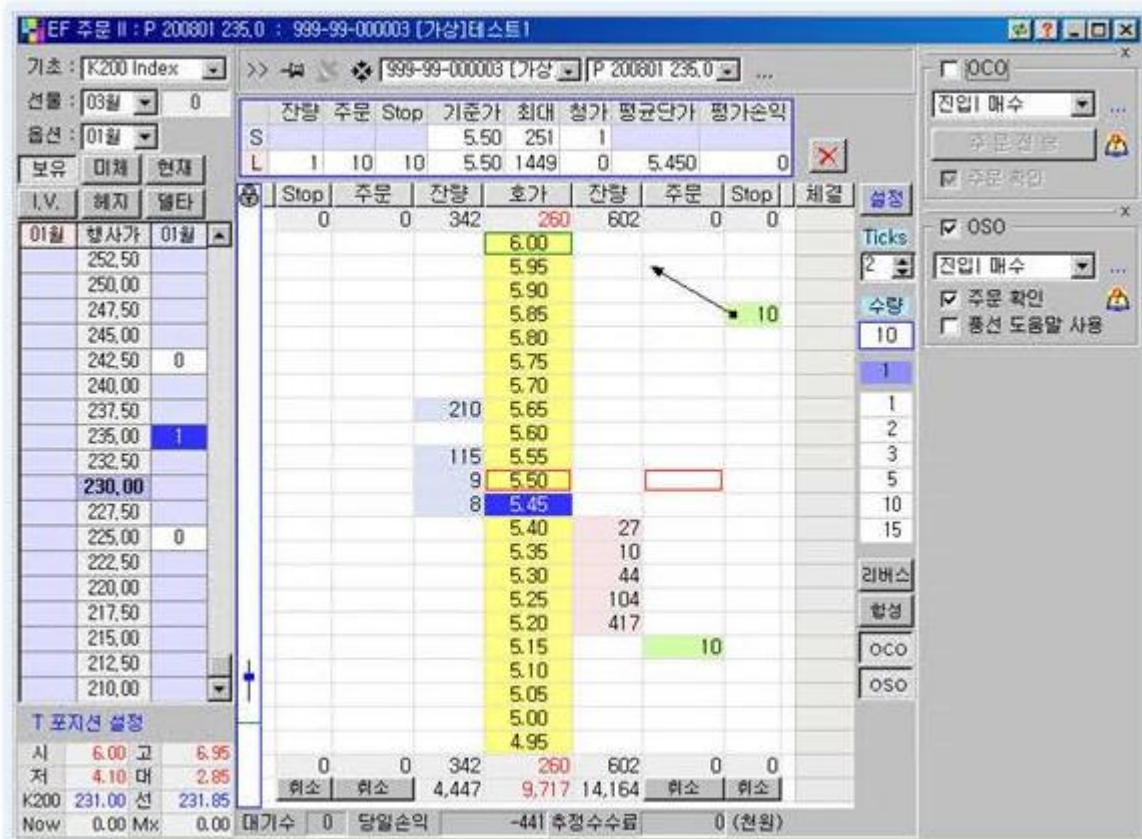 EF 주문 II : P 200801 235.0 : 999-99-000003 [가상]테스트1
기초 : K200 Index
선물 : 03월 0
옵션 : 01월
보유 미체 현재
I.V. 헤지 델타
01월 행사가 01월
252.50
250.00
247.50
245.00
242.50 0
240.00
237.50
235.00 1
232.50
230.00
227.50
225.00 0
222.50
220.00
217.50
215.00
212.50
210.00
T 포지션 설정
시 6.00 고 6.95
저 4.10 대 2.85
K200 231.00 선 231.85
Now 0.00 Mx 0.00
>> 999-99-000003 [가상 P 200801 235.0 ...
잔량 주문 Stop 기준가 최대 청가 평균단가 평가손익
S 5.50 251 1
L 1 10 10 5.50 1449 0 5.450 0
Stop 주문 잔량 호가 잔량 주문 Stop 체결
0 0 342 260 602 0 0
6.00
5.95
5.90
5.85 10
5.80
5.75
5.70
210 5.65
5.60
115 5.55
9 5.50
8 5.45
5.40 27
5.35 10
5.30 44
5.25 104
5.20 417
5.15 10
5.10
5.05
5.00
4.95
0 0 342 260 602 0 0
취소 취소 4,447 9,717 14,164 취소 취소
대기수 0 당일손익 -441 추정수수료 0 (천원)
설정
Ticks
2
수량
10
1
1
2
3
5
10
15
리버스
합성
OCO
OSO
x
OCO
진입| 매수 ...
주문전송
주문 확인
x
OSO
진입| 매수 ...
주문 확인
풍선 도움말 사용